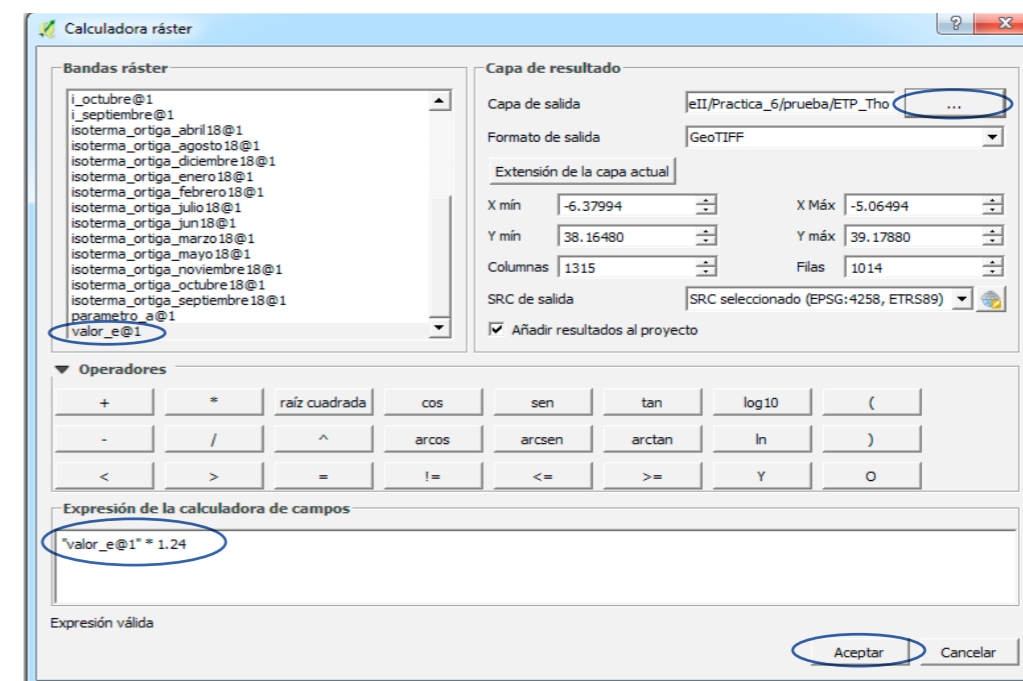 Calculadora ráster
Bandas ráster
i_octubre@1
i_septiembre@1
isoterma_ortiga_abril18@1
isoterma_ortiga_agosto18@1
isoterma_ortiga_diciembre18@1
isoterma_ortiga_enero18@1
isoterma_ortiga_febrero18@1
isoterma_ortiga_julio18@1
isoterma_ortiga_jun18@1
isoterma_ortiga_marzo18@1
isoterma_ortiga_mayo18@1
isoterma_ortiga_noviembre18@1
isoterma_ortiga_octubre18@1
isoterma_ortiga_septiembre18@1
parametro_a@1
valor_e@1
Capa de resultado
Capa de salida eII/Practica_6/prueba/ETP_Tho ...
Formato de salida GeoTIFF
Extensión de la capa actual
X mín -6.37994 X Máx -5.06494
Y mín 38.16480 Y máx 39.17880
Columnas 1315 Filas 1014
SRC de salida SRC seleccionado (EPSG:4258, ETRS89)
Añadir resultados al proyecto
Operadores
+ * raíz cuadrada cos sen tan log10 (
- / ^ arcos arcsen arctan ln )
< > = != <= >= Y O
Expresión de la calculadora de campos
"valor_e@1" * 1.24
Expresión válida
Aceptar Cancelar